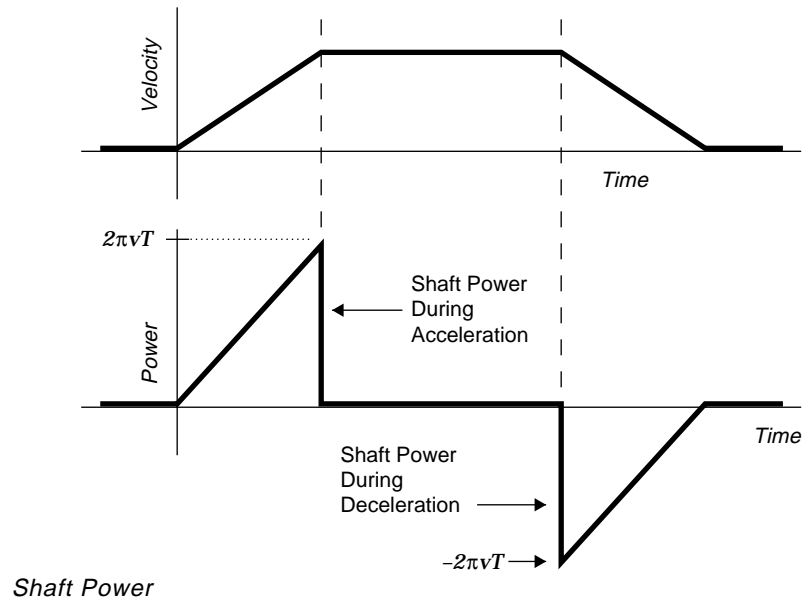 Velocity
Time
2πvT
Shaft Power
During
Acceleration
Power
Time
Shaft Power
During
Deceleration
–2πvT
Shaft Power